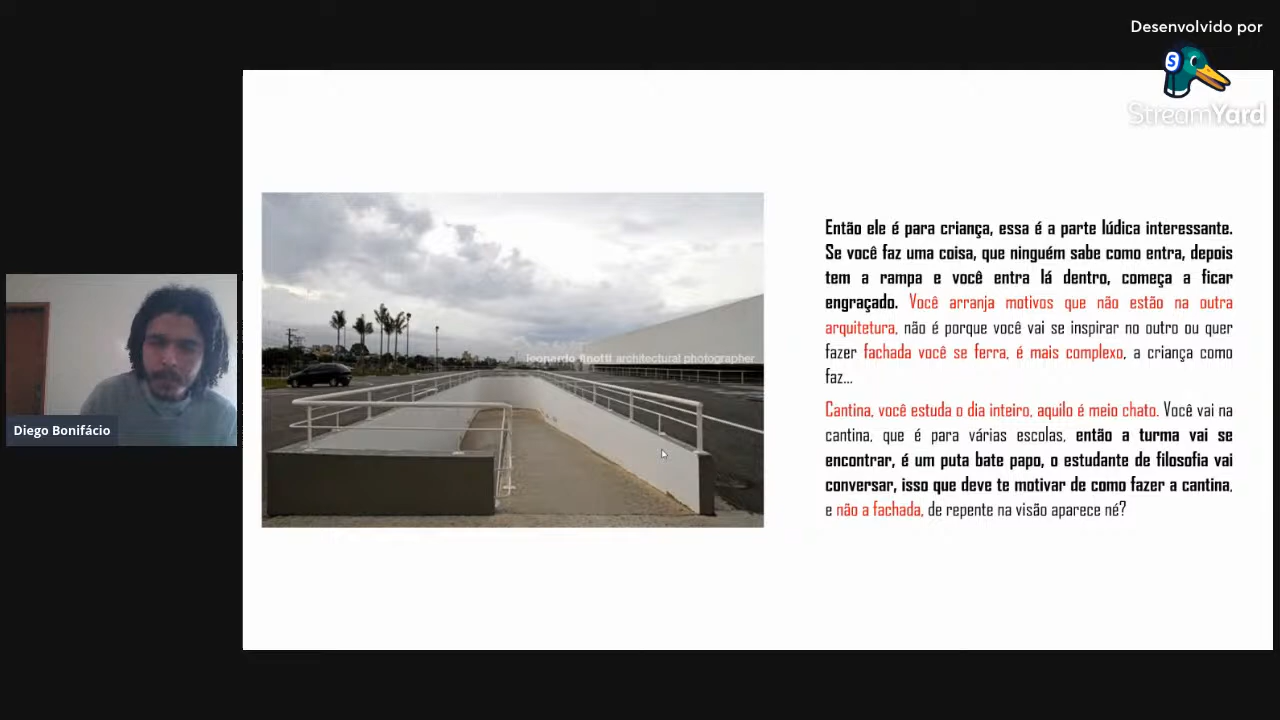 Desenvolvido por
S
StreamYard
leonardo finotti architectural photographer
Então ele é para criança, essa é a parte lúdica interessante.
Se você faz uma coisa, que ninguém sabe como entra, depois
tem a rampa e você entra lá dentro, começa a ficar
engraçado. Você arranja motivos que não estão na outra
arquitetura, não é porque você vai se inspirar no outro ou quer
fazer fachada você se ferra, é mais complexo, a criança como
faz...
Cantina, você estuda o dia inteiro, aquilo é meio chato. Você vai na
cantina, que é para várias escolas, então a turma vai se
encontrar, é um puta bate papo, o estudante de filosofia vai
conversar, isso que deve te motivar de como fazer a cantina,
e não a fachada, de repente na visão aparece né?
Diego Bonifácio